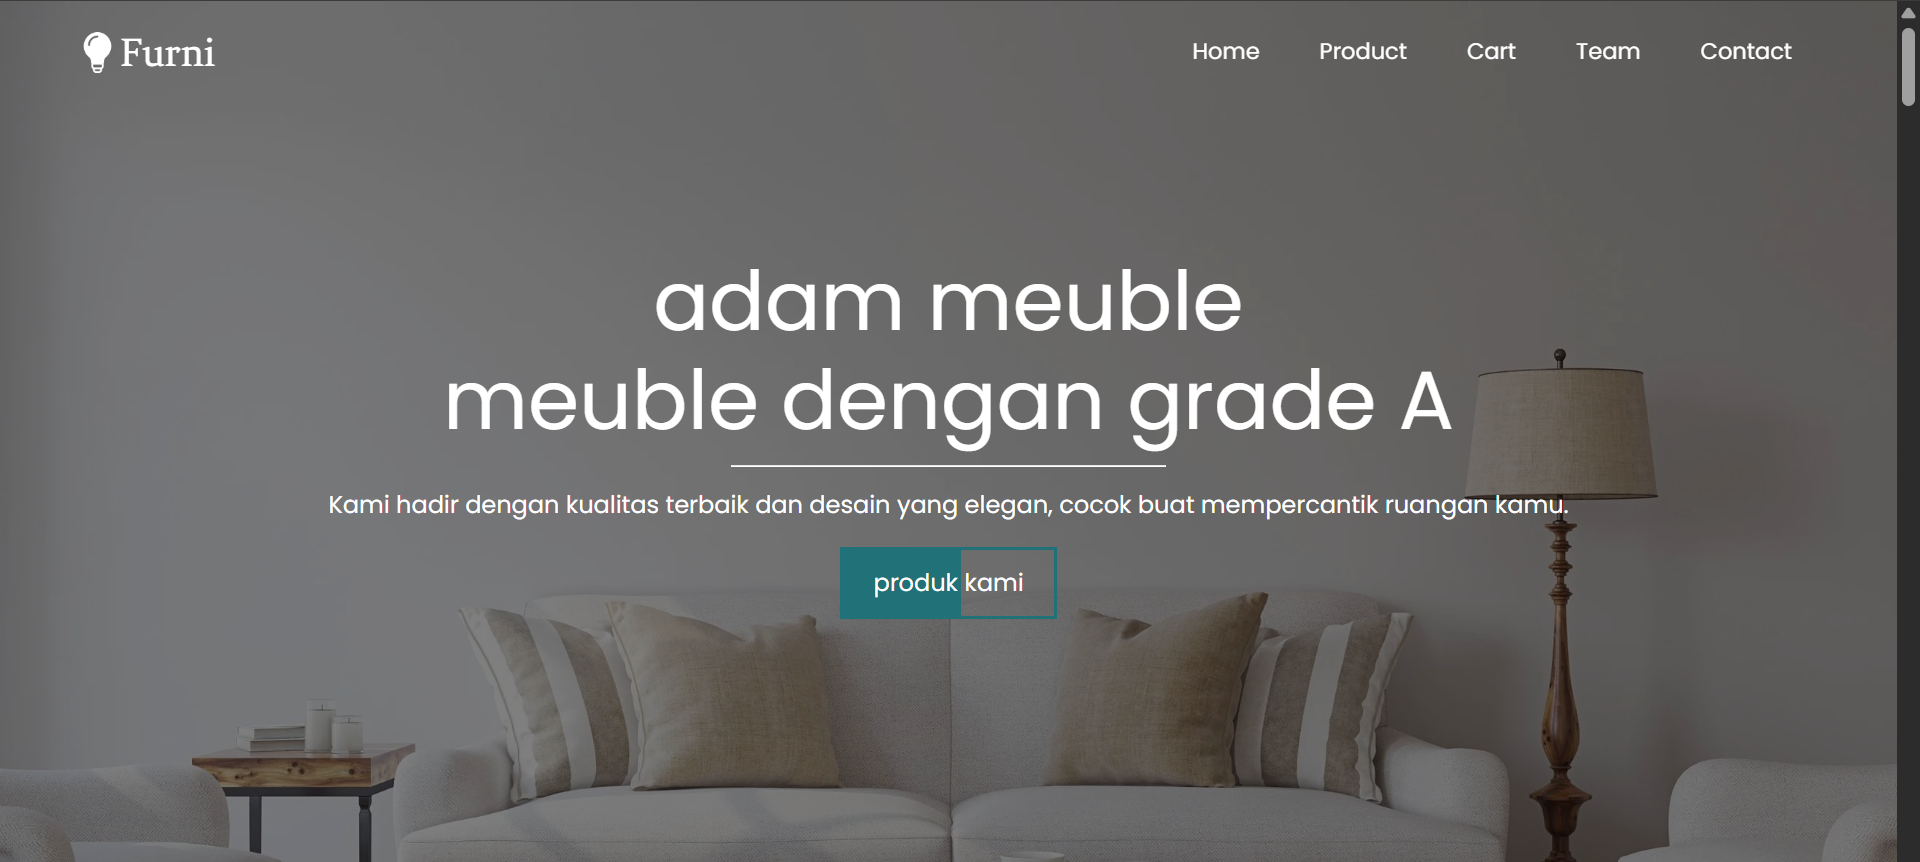 Furni
Home Product Cart Team Contact
adam meuble
meuble dengan grade A
Kami hadir dengan kualitas terbaik dan desain yang elegan, cocok buat mempercantik ruangan kamu.
produk kami